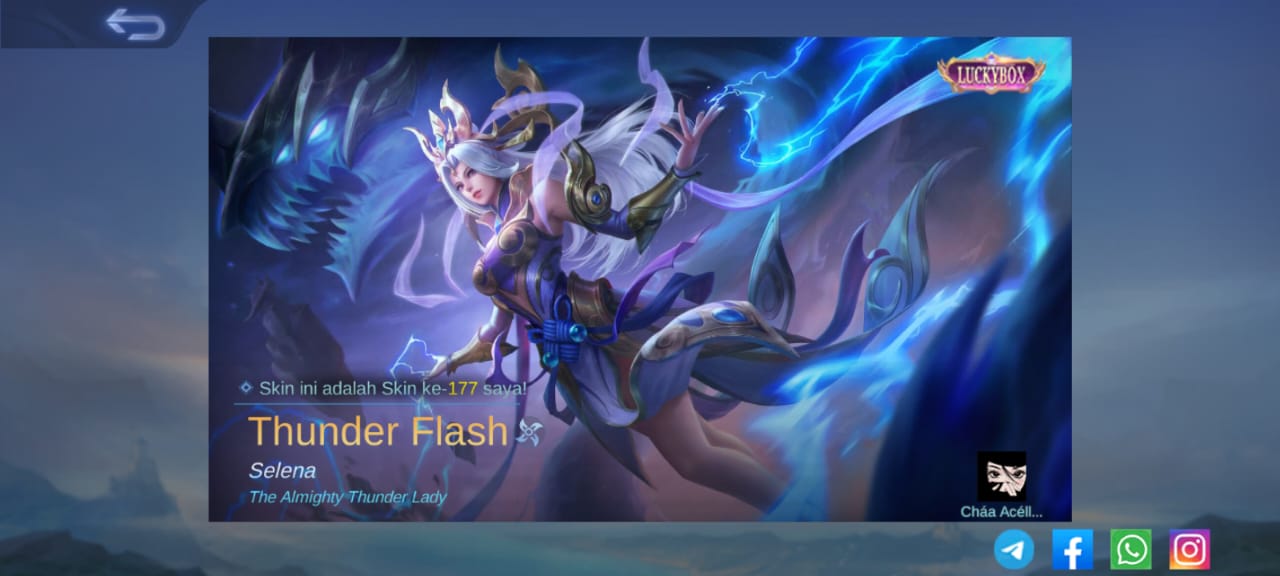 LUCKYBOX
Skin ini adalah Skin ke-177 saya!
Thunder Flash
Selena
The Almighty Thunder Lady
Cháa Acéll...